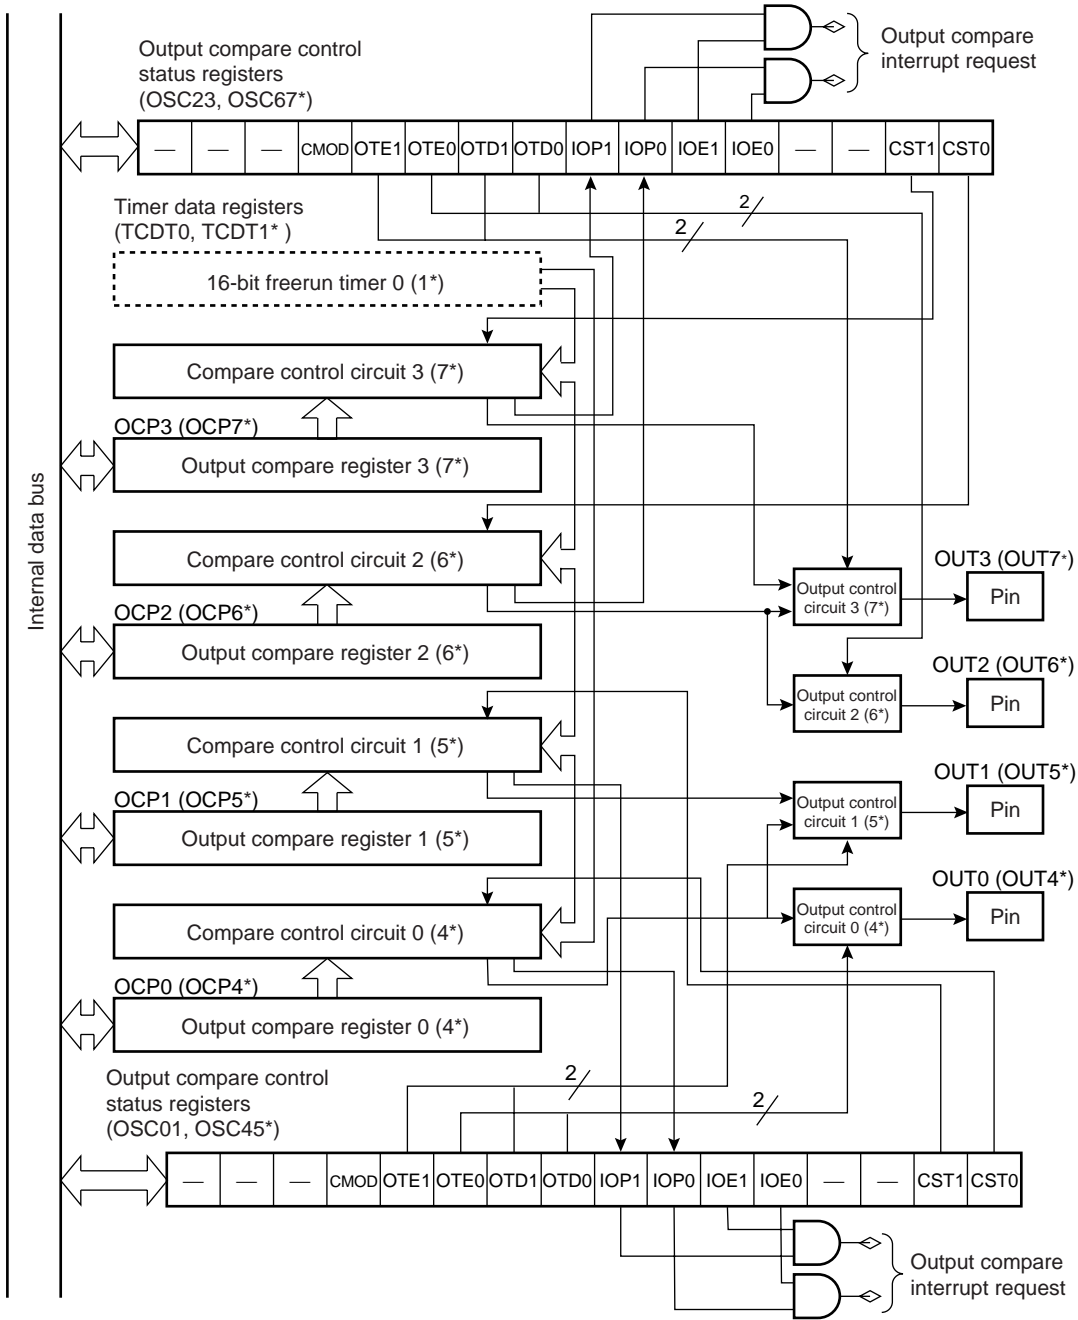 Output compare control
status registers
(OSC23, OSC67*)
Output compare
interrupt request
— — — CMOD OTE1 OTE0 OTD1 OTD0 IOP1 IOP0 IOE1 IOE0 — — CST1 CST0
Timer data registers
(TCDT0, TCDT1* )
2
2
16-bit freerun timer 0 (1*)
Compare control circuit 3 (7*)
OCP3 (OCP7*)
Output compare register 3 (7*)
Internal data bus
Compare control circuit 2 (6*)
OCP2 (OCP6*)
Output compare register 2 (6*)
OUT3 (OUT7*)
Output control
circuit 3 (7*)
Pin
OUT2 (OUT6*)
Output control
circuit 2 (6*)
Pin
Compare control circuit 1 (5*)
OCP1 (OCP5*)
Output compare register 1 (5*)
OUT1 (OUT5*)
Output control
circuit 1 (5*)
Pin
OUT0 (OUT4*)
Output control
circuit 0 (4*)
Pin
Compare control circuit 0 (4*)
OCP0 (OCP4*)
Output compare register 0 (4*)
Output compare control
status registers
(OSC01, OSC45*)
2
2
— — — CMOD OTE1 OTE0 OTD1 OTD0 IOP1 IOP0 IOE1 IOE0 — — CST1 CST0
Output compare
interrupt request